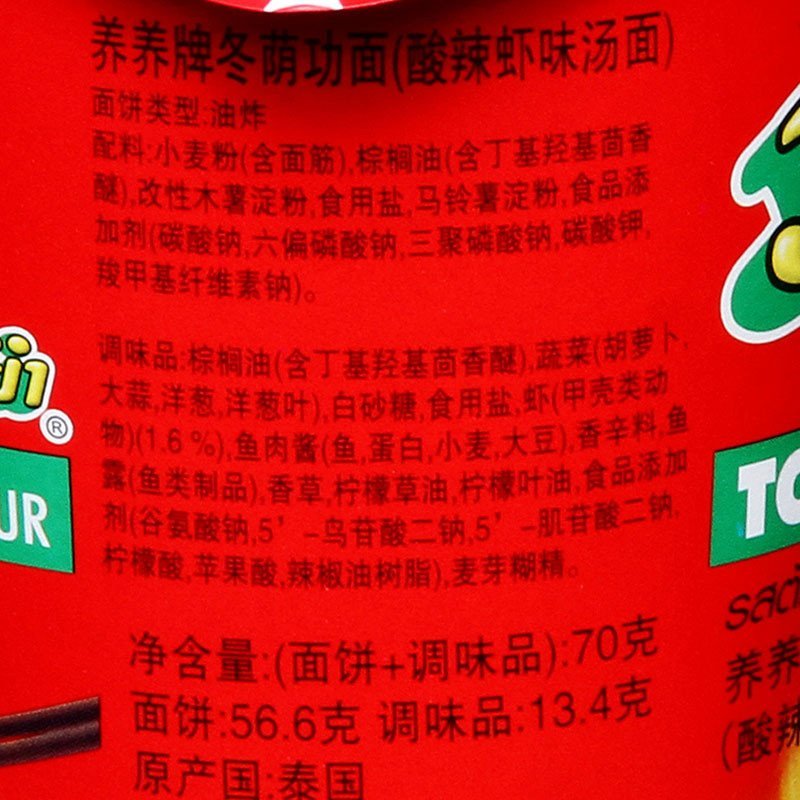 养养牌冬荫功面(酸辣虾味汤面)
面饼类型:油炸
配料:小麦粉(含面筋),棕榈油(含丁基羟基茴香
醚),改性木薯淀粉,食用盐,马铃薯淀粉,食品添
加剂(碳酸钠,六偏磷酸钠,三聚磷酸钠,碳酸钾,
羧甲基纤维素钠)。
调味品:棕榈油(含丁基羟基茴香醚),蔬菜(胡萝卜,
大蒜,洋葱,洋葱叶),白砂糖,食用盐,虾(甲壳类动
物)(1.6%),鱼肉酱(鱼,蛋白,小麦,大豆),香辛料,鱼
露(鱼类制品),香草,柠檬草油,柠檬叶油,食品添加
剂(谷氨酸钠,5’-鸟苷酸二钠,5’-肌苷酸二钠,
柠檬酸,苹果酸,辣椒油树脂),麦芽糊精。
净含量:(面饼+调味品):70克
面饼:56.6克 调味品:13.4克
原产国:泰国
®
UR
TO
รสต้
养养
(酸辣